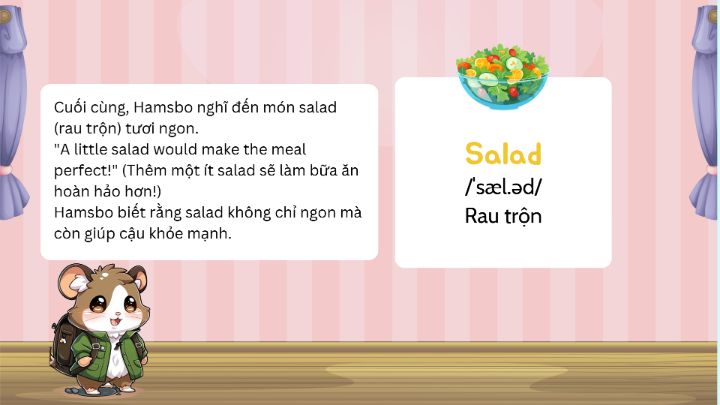 Cuối cùng, Hamsbo nghĩ đến món salad
(rau trộn) tươi ngon.
"A little salad would make the meal
perfect!" (Thêm một ít salad sẽ làm bữa ăn
hoàn hảo hơn!)
Hamsbo biết rằng salad không chỉ ngon mà
còn giúp cậu khỏe mạnh.
Salad
/ˈsæl.əd/
Rau trộn